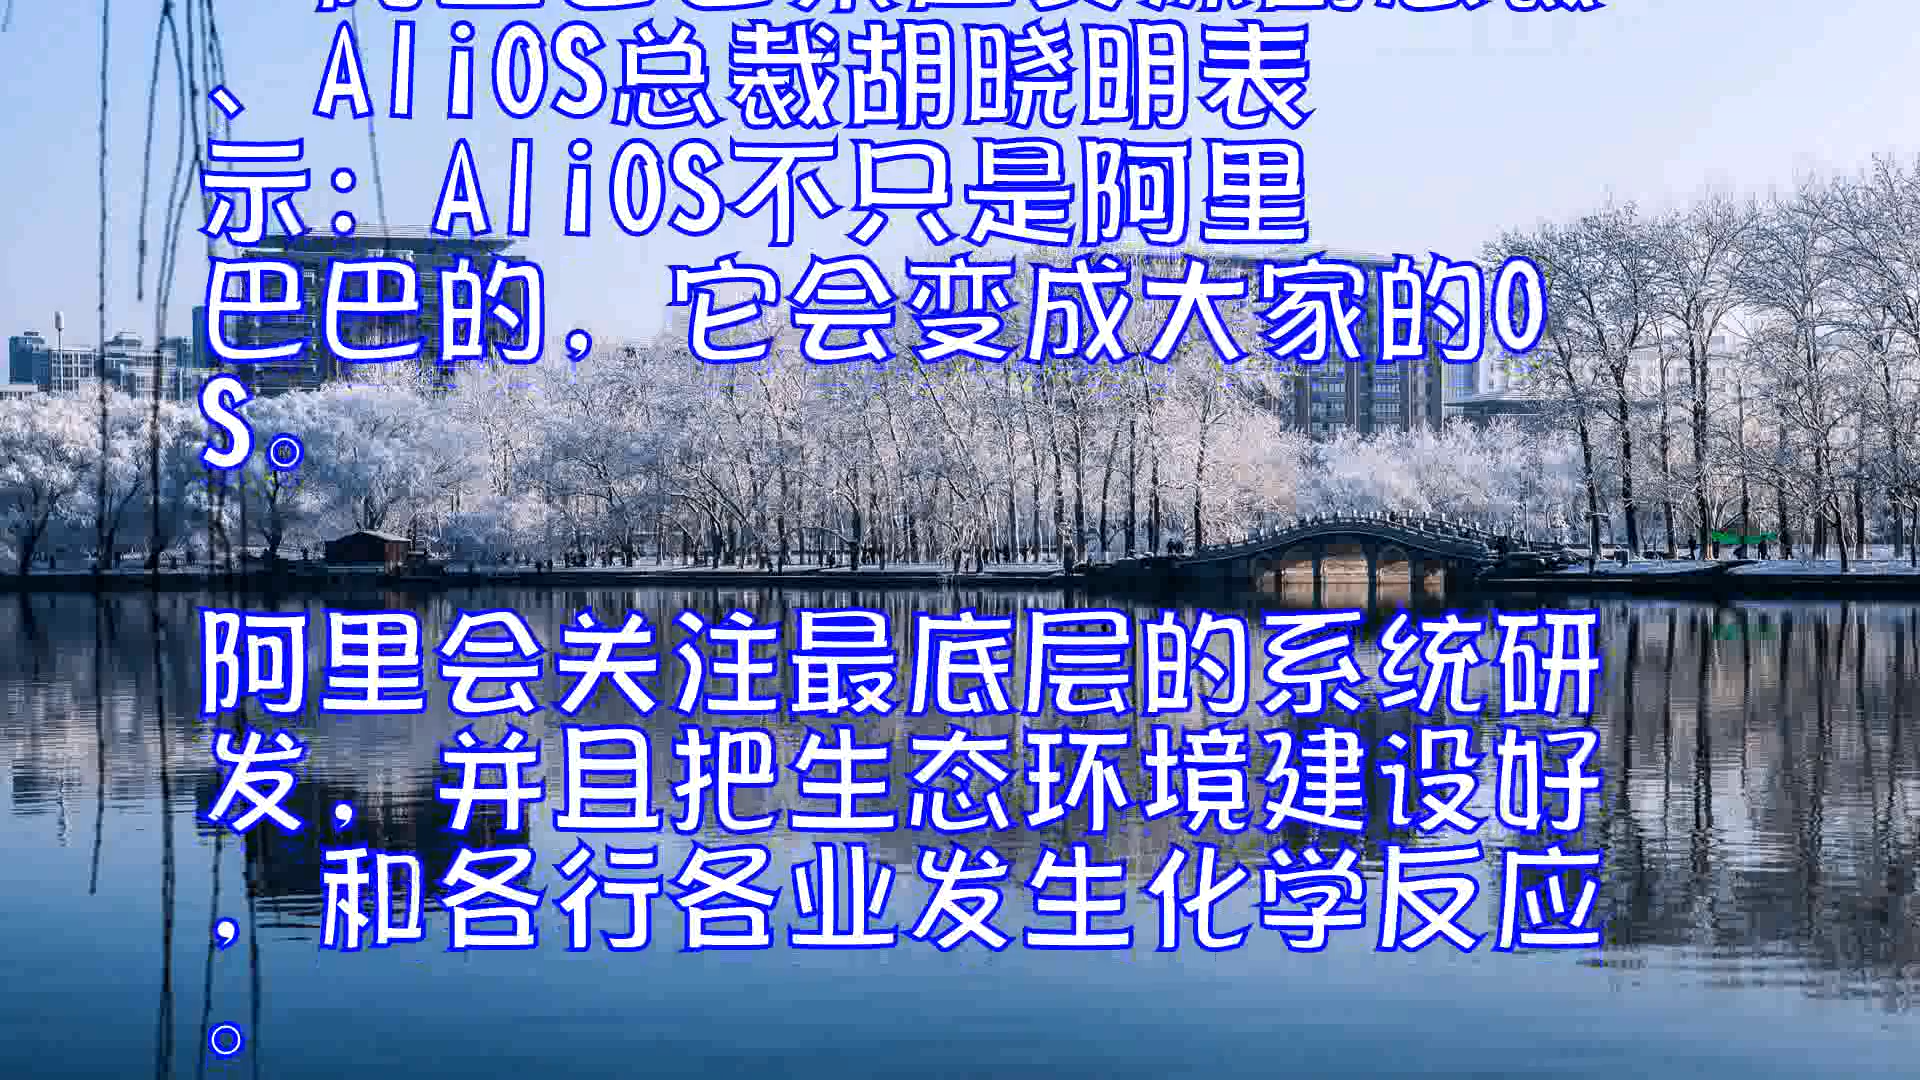 、AliOS总裁胡晓明表
示：AliOS不只是阿里
巴巴的，它会变成大家的O
S。
阿里会关注最底层的系统研
发，并且把生态环境建设好
，和各行各业发生化学反应
。